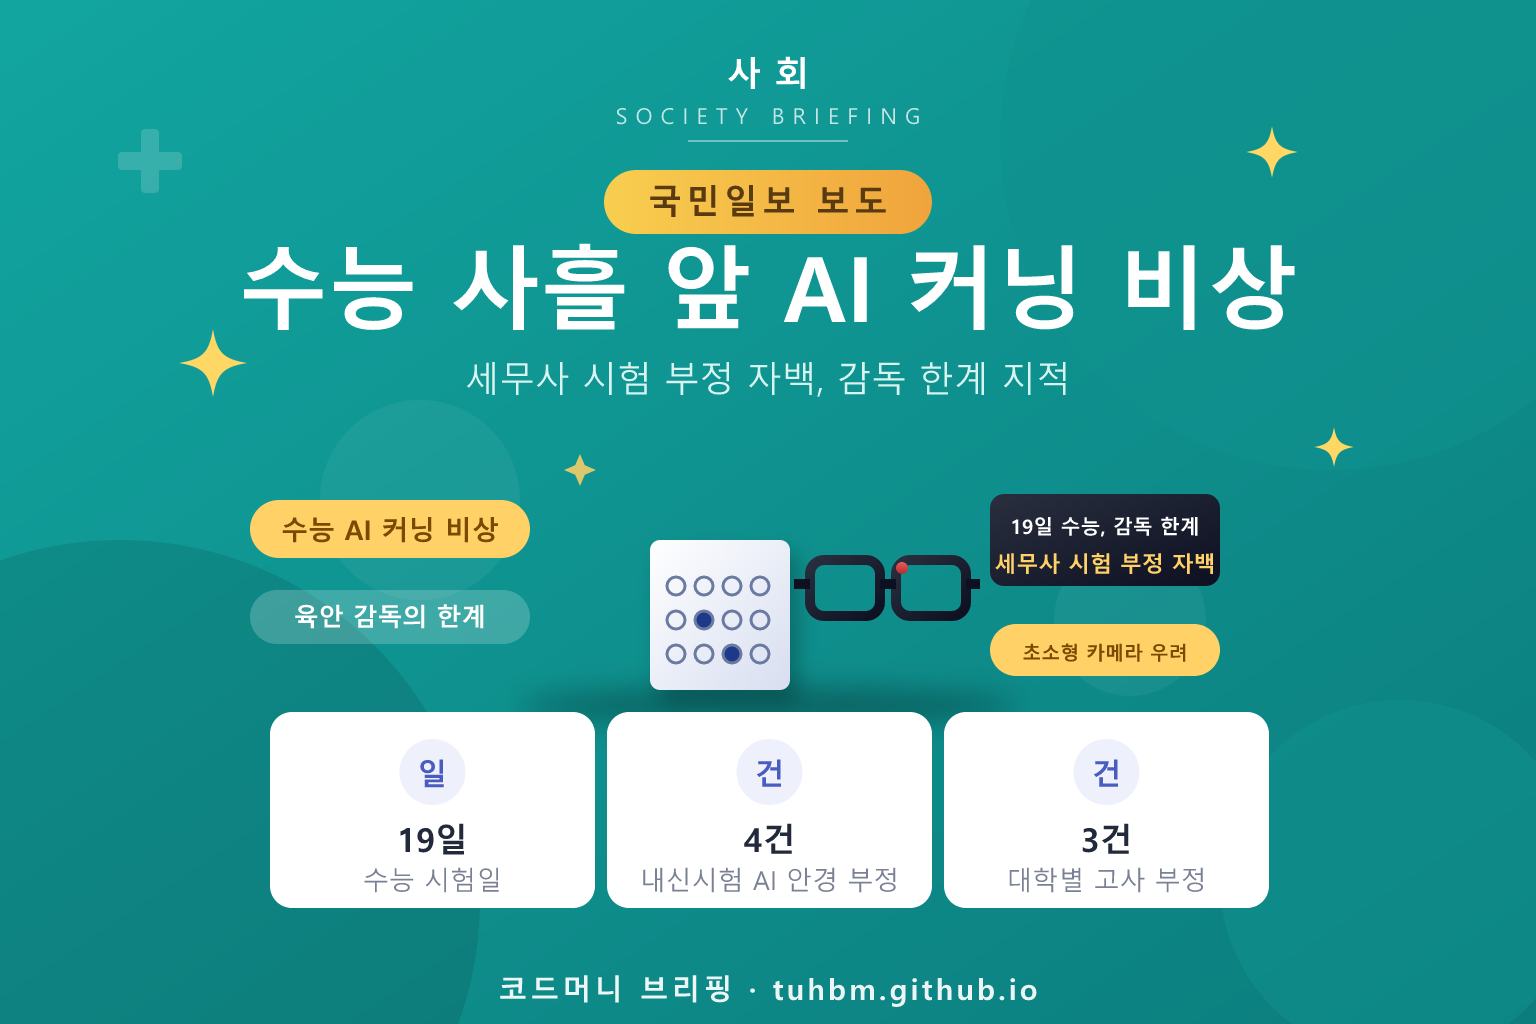 사회
SOCIETY BRIEFING
국민일보 보도
수능 사흘 앞 AI 커닝 비상
세무사 시험 부정 자백, 감독 한계 지적
수능 AI 커닝 비상
육안 감독의 한계
19일 수능, 감독 한계
세무사 시험 부정 자백
초소형 카메라 우려
일
19일
수능 시험일
건
4건
내신시험 AI 안경 부정
건
3건
대학별 고사 부정
코드머니 브리핑 · tuhbm.github.io